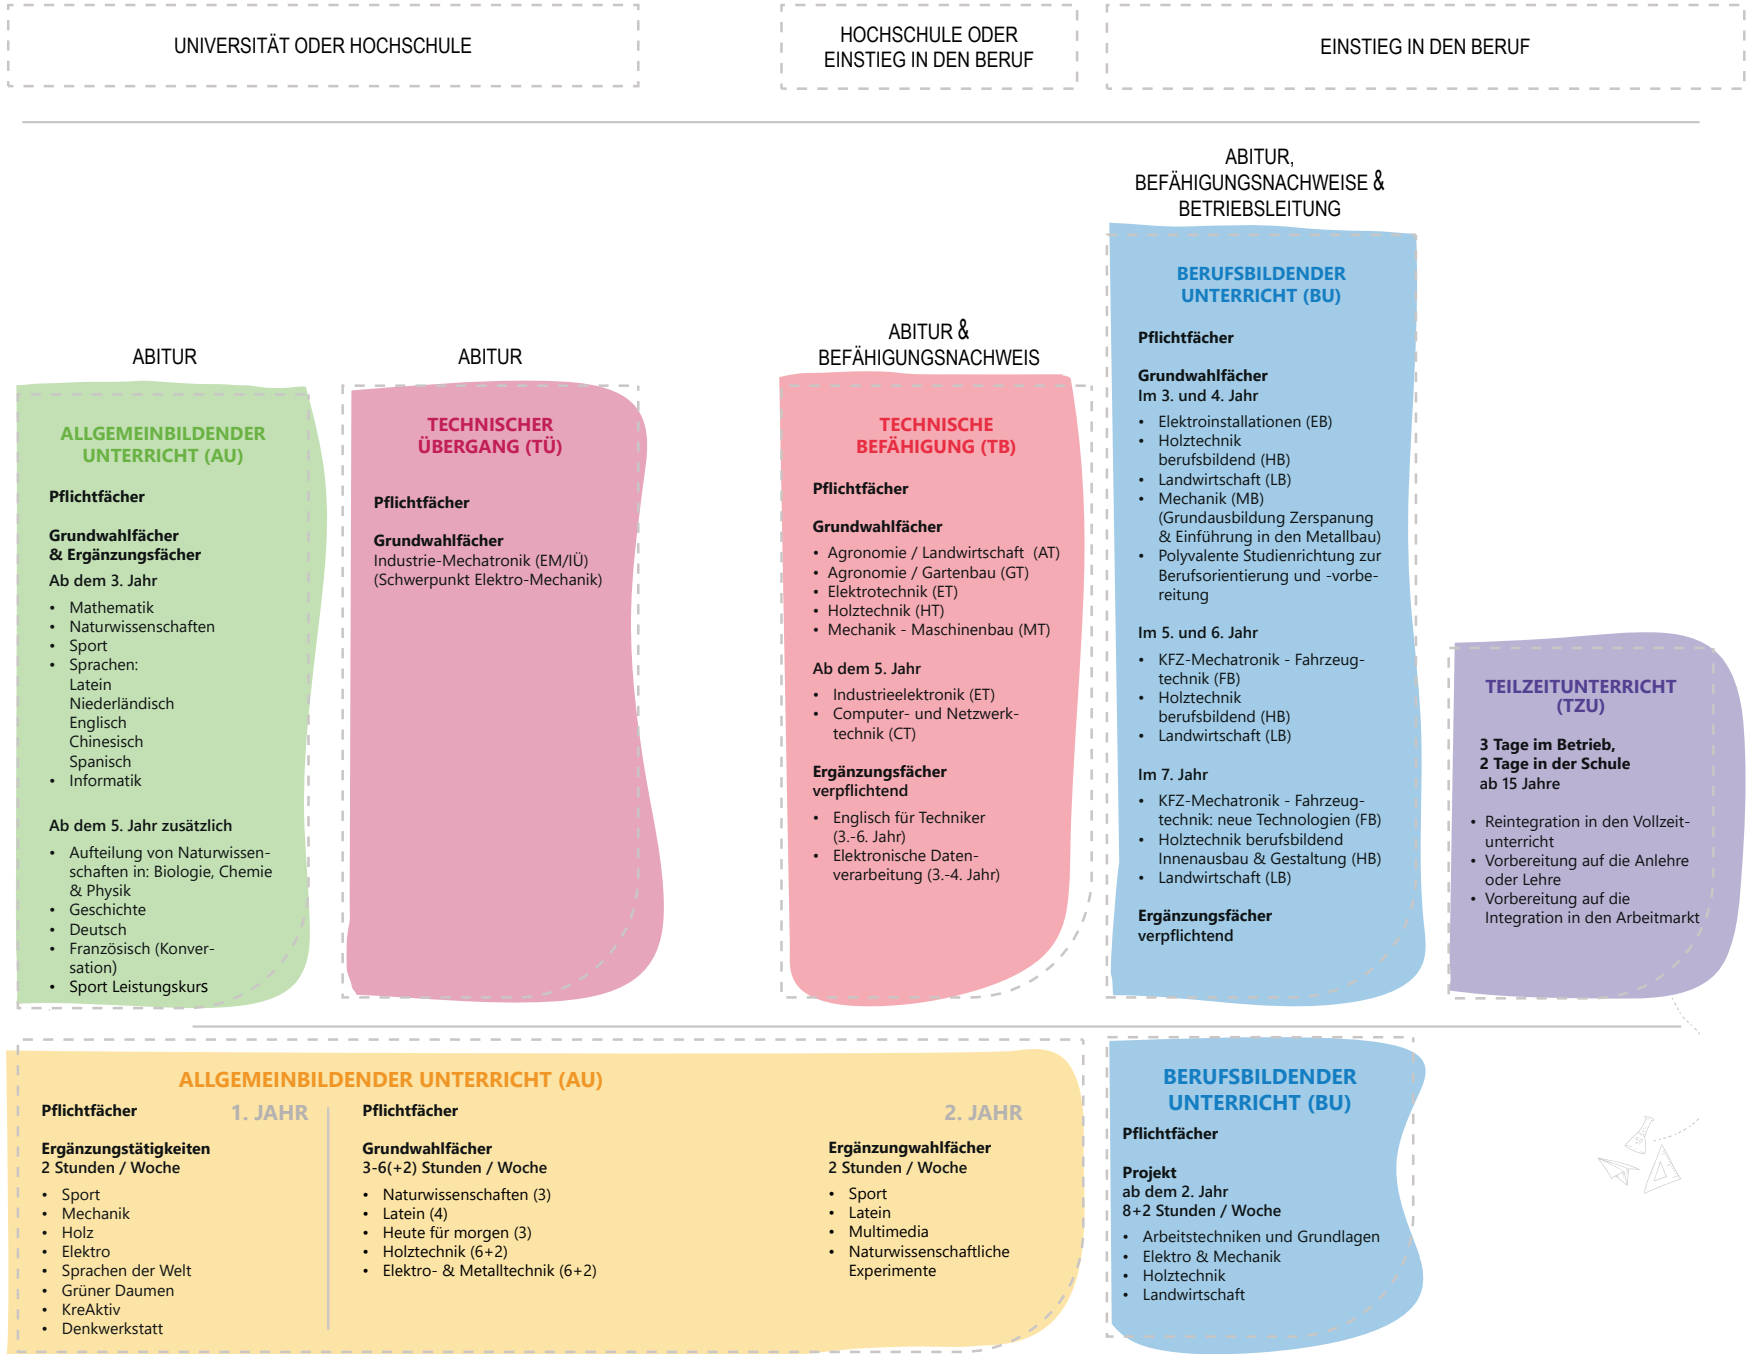 UNIVERSITÄT ODER HOCHSCHULE
HOCHSCHULE ODER
EINSTIEG IN DEN BERUF
EINSTIEG IN DEN BERUF
ABITUR
ALLGEMEINBILDENDER
UNTERRICHT (AU)
Pflichtfächer
Grundwahlfächer
& Ergänzungsfächer
Ab dem 3. Jahr
• Mathematik
• Naturwissenschaften
• Sport
• Sprachen:
Latein
Niederländisch
Englisch
Chinesisch
Spanisch
• Informatik
Ab dem 5. Jahr zusätzlich
• Aufteilung von Naturwissen-
schaften in: Biologie, Chemie
& Physik
• Geschichte
• Deutsch
• Französisch (Konver-
sation)
• Sport Leistungskurs
ABITUR
TECHNISCHER
ÜBERGANG (TÜ)
Pflichtfächer
Grundwahlfächer
Industrie-Mechatronik (EM/IÜ)
(Schwerpunkt Elektro-Mechanik)
ABITUR &
BEFÄHIGUNGSNACHWEIS
TECHNISCHE
BEFÄHIGUNG (TB)
Pflichtfächer
Grundwahlfächer
• Agronomie / Landwirtschaft (AT)
• Agronomie / Gartenbau (GT)
• Elektrotechnik (ET)
• Holztechnik (HT)
• Mechanik - Maschinenbau (MT)
Ab dem 5. Jahr
• Industrieelektronik (ET)
• Computer- und Netzwerk-
technik (CT)
Ergänzungsfächer
verpflichtend
• Englisch für Techniker
(3.-6. Jahr)
• Elektronische Daten-
verarbeitung (3.-4. Jahr)
ABITUR,
BEFÄHIGUNGSNACHWEISE &
BETRIEBSLEITUNG
BERUFSBILDENDER
UNTERRICHT (BU)
Pflichtfächer
Grundwahlfächer
Im 3. und 4. Jahr
• Elektroinstallationen (EB)
• Holztechnik
berufsbildend (HB)
• Landwirtschaft (LB)
• Mechanik (MB)
(Grundausbildung Zerspanung
& Einführung in den Metallbau)
• Polyvalente Studienrichtung zur
Berufsorientierung und -vorbe-
reitung
Im 5. und 6. Jahr
• KFZ-Mechatronik - Fahrzeug-
technik (FB)
• Holztechnik
berufsbildend (HB)
• Landwirtschaft (LB)
Im 7. Jahr
• KFZ-Mechatronik - Fahrzeug-
technik: neue Technologien (FB)
• Holztechnik berufsbildend
Innenausbau & Gestaltung (HB)
• Landwirtschaft (LB)
Ergänzungsfächer
verpflichtend
TEILZEITUNTERRICHT
(TZU)
3 Tage im Betrieb,
2 Tage in der Schule
ab 15 Jahre
• Reintegration in den Vollzeit-
unterricht
• Vorbereitung auf die Anlehre
oder Lehre
• Vorbereitung auf die
Integration in den Arbeitmarkt
ALLGEMEINBILDENDER UNTERRICHT (AU)
Pflichtfächer
1. JAHR
Ergänzungstätigkeiten
2 Stunden / Woche
• Sport
• Mechanik
• Holz
• Elektro
• Sprachen der Welt
• Grüner Daumen
• KreAktiv
• Denkwerkstatt
Pflichtfächer
2. JAHR
Grundwahlfächer
3-6(+2) Stunden / Woche
• Naturwissenschaften (3)
• Latein (4)
• Heute für morgen (3)
• Holztechnik (6+2)
• Elektro- & Metalltechnik (6+2)
Ergänzungwahlfächer
2 Stunden / Woche
• Sport
• Latein
• Multimedia
• Naturwissenschaftliche
Experimente
BERUFSBILDENDER
UNTERRICHT (BU)
Pflichtfächer
Projekt
ab dem 2. Jahr
8+2 Stunden / Woche
• Arbeitstechniken und Grundlagen
• Elektro & Mechanik
• Holztechnik
• Landwirtschaft